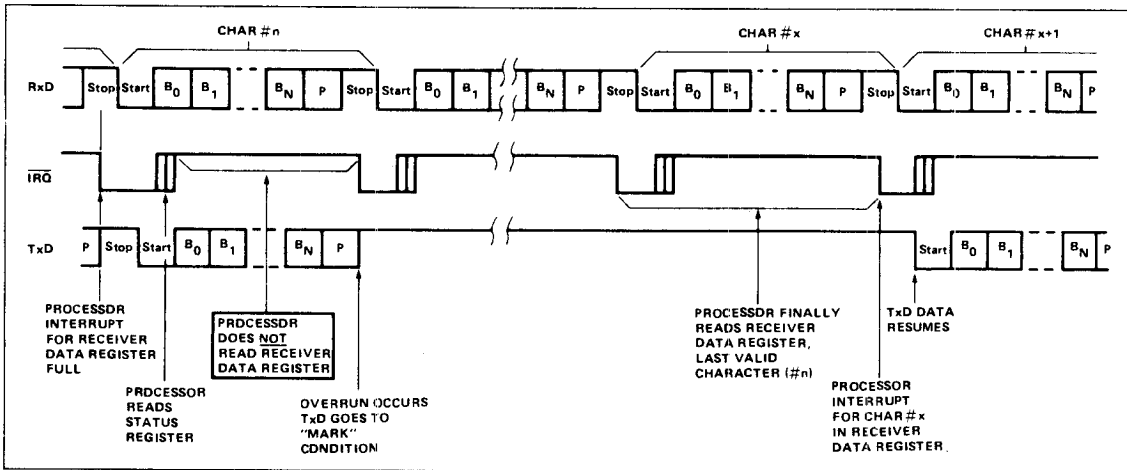 CHAR #n CHAR #x CHAR #x+1
RxD Stop Start B0 B1 BN P Stop Start B0 B1 BN P Stop Start B0 B1 BN P Stop Start B0 B1 BN P
IRQ
TxD P Stop Start B0 B1 BN P Start B0 B1 BN P
PROCESSDR
INTERRUPT
FOR RECEIVER
DATA REGISTER
FULL
PRDCESSOR
READS
STATUS
REGISTER
PRDCESSDR
DOES NOT
READ RECEIVER
DATA REGISTER
OVERRUN OCCURS
TxD GOES TO
"MARK"
CDNDITION
PROCESSDR FINALLY
READS RECEIVER
DATA REGISTER,
LAST VALID
CHARACTER (#n)
PROCESSOR
INTERRUPT
FOR CHAR #x
IN RECEIVER
DATA REGISTER
TxD DATA
RESUMES